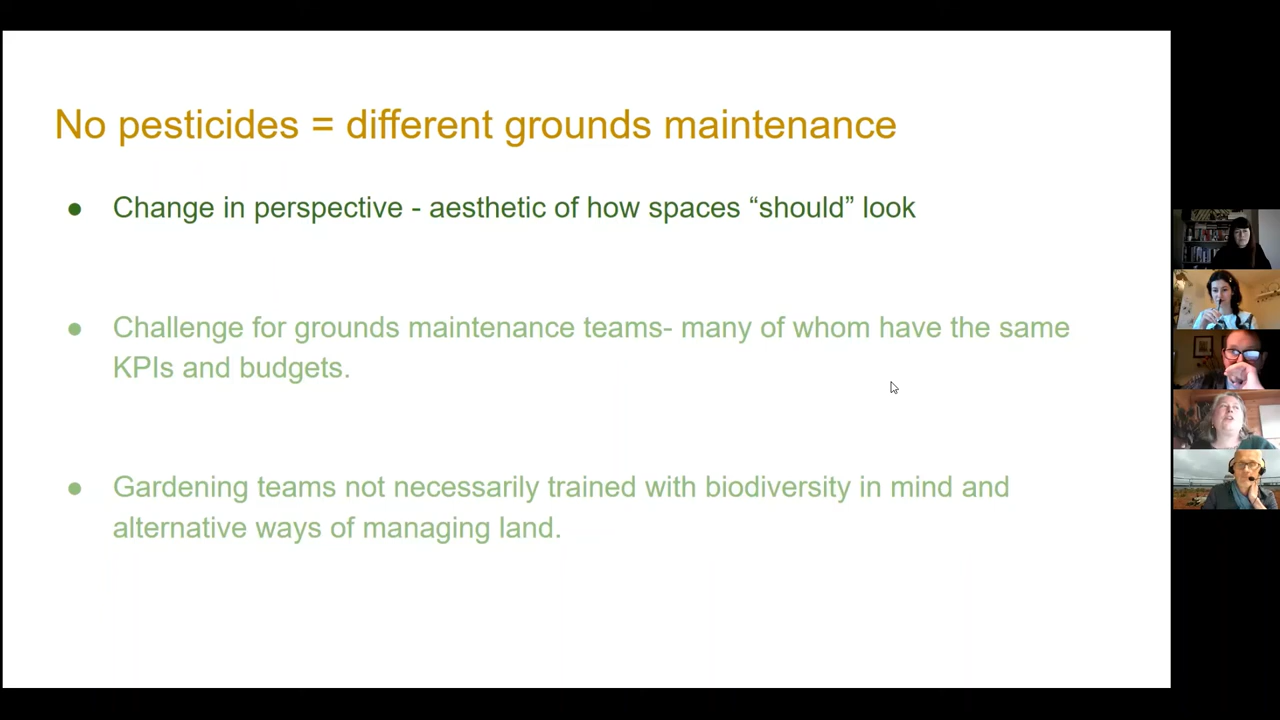 No pesticides = different grounds maintenance
● Change in perspective - aesthetic of how spaces “should” look
● Challenge for grounds maintenance teams- many of whom have the same
KPIs and budgets.
● Gardening teams not necessarily trained with biodiversity in mind and
alternative ways of managing land.